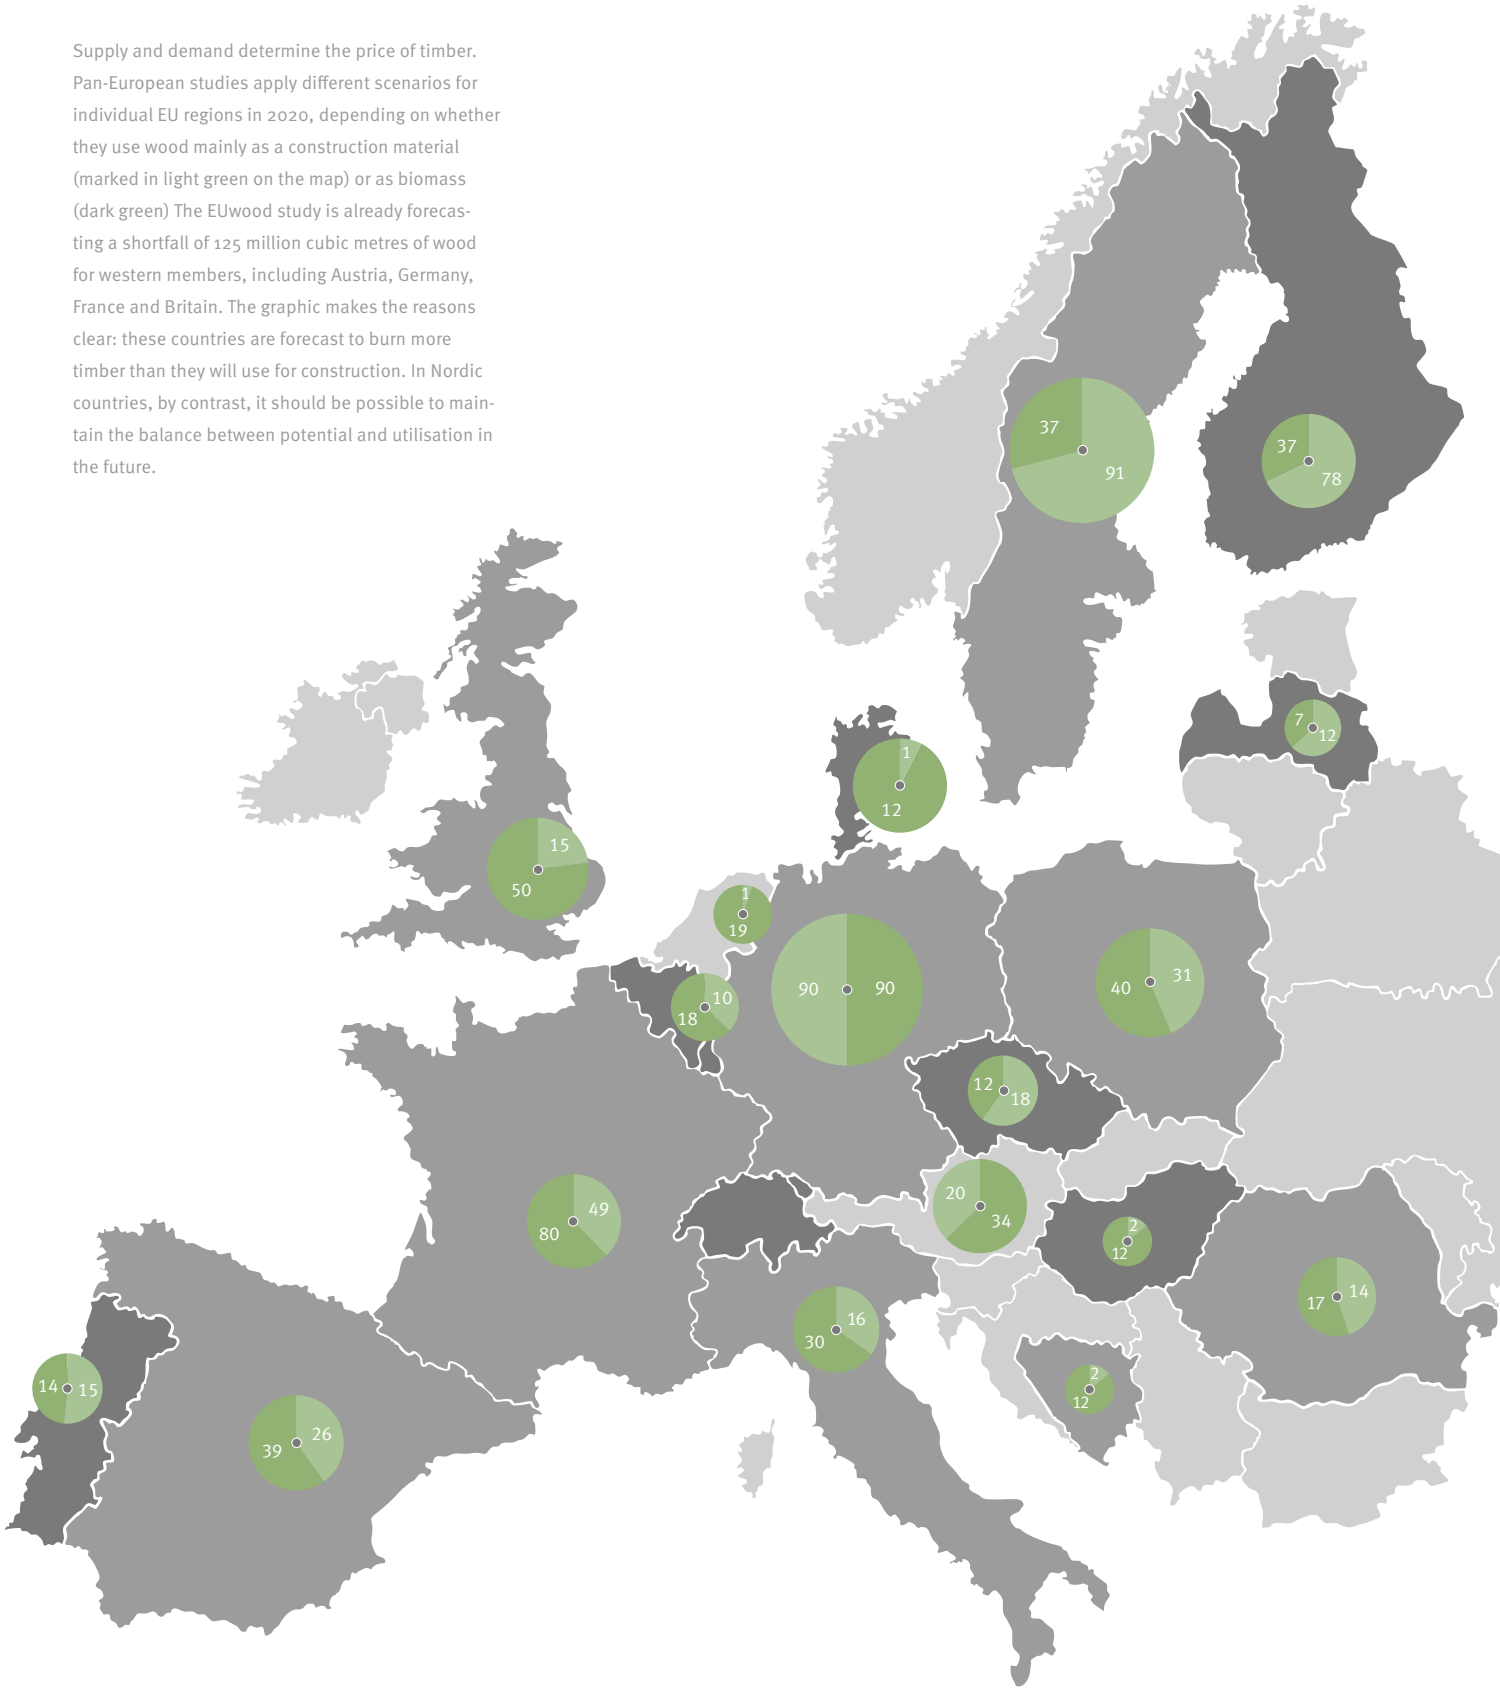 Supply and demand determine the price of timber.
Pan-European studies apply different scenarios for
individual EU regions in 2020, depending on whether
they use wood mainly as a construction material
(marked in light green on the map) or as biomass
(dark green) The EUwood study is already forecas-
ting a shortfall of 125 million cubic metres of wood
for western members, including Austria, Germany,
France and Britain. The graphic makes the reasons
clear: these countries are forecast to burn more
timber than they will use for construction. In Nordic
countries, by contrast, it should be possible to main-
tain the balance between potential and utilisation in
the future.
37
91
37
78
7
12
1
12
15
50
1
19
10
18
90 90
31
40
12
18
20
34
49
80
2
12
14
17
16
30
14 15
2
12
26
39